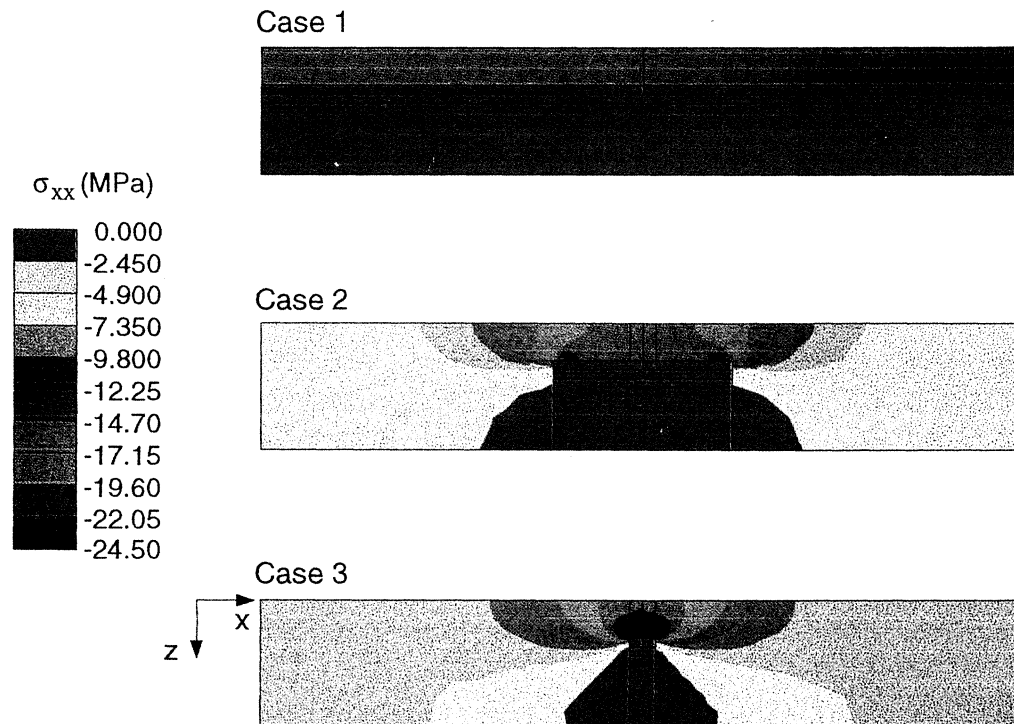 Case 1
σxx (MPa)
0.000
-2.450
-4.900
-7.350
-9.800
-12.25
-14.70
-17.15
-19.60
-22.05
-24.50
Case 2
Case 3
x
z